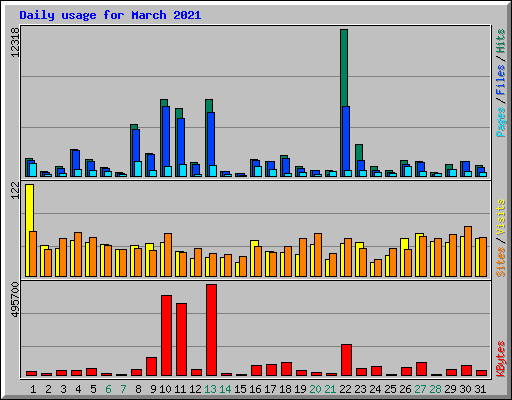 Daily usage for March 2021
12318
Pages / Files / Hits
122
Sites / Visits
495700
KBytes
1 2 3 4 5 6 7 8 9 10 11 12 13 14 15 16 17 18 19 20 21 22 23 24 25 26 27 28 29 30 31